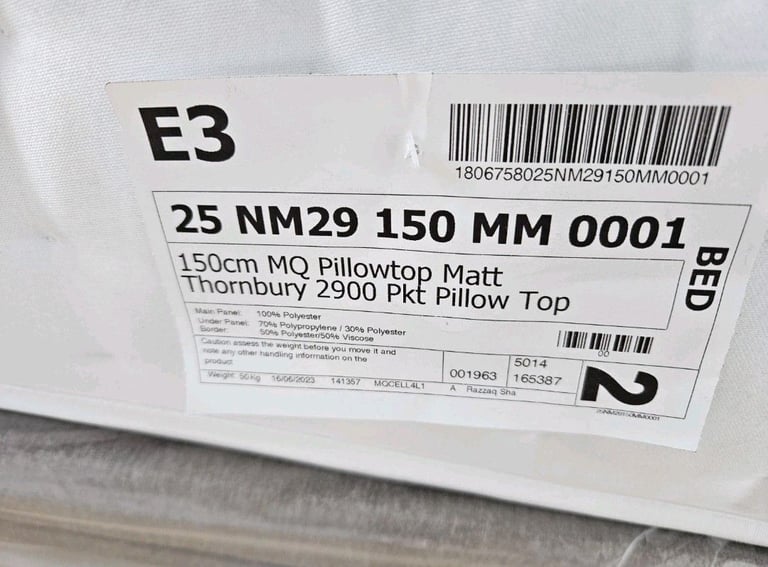 E3
1806758025NM29150MM0001
25 NM29 150 MM 0001
BED
150cm MQ Pillowtop Matt
Thornbury 2900 Pkt Pillow Top
Main Panel: 100% Polyester
Under Panel: 70% Polypropylene / 30% Polyester
Border: 50% Polyester/50% Viscose
Caution assess the weight before you move it and
note any other handling information on the
product
00
Weight: 50kg 16/06/2023 141357 MQCELL4L1
001963
5014
165387
A Razzaq Sha
2
25NM29150MM0001